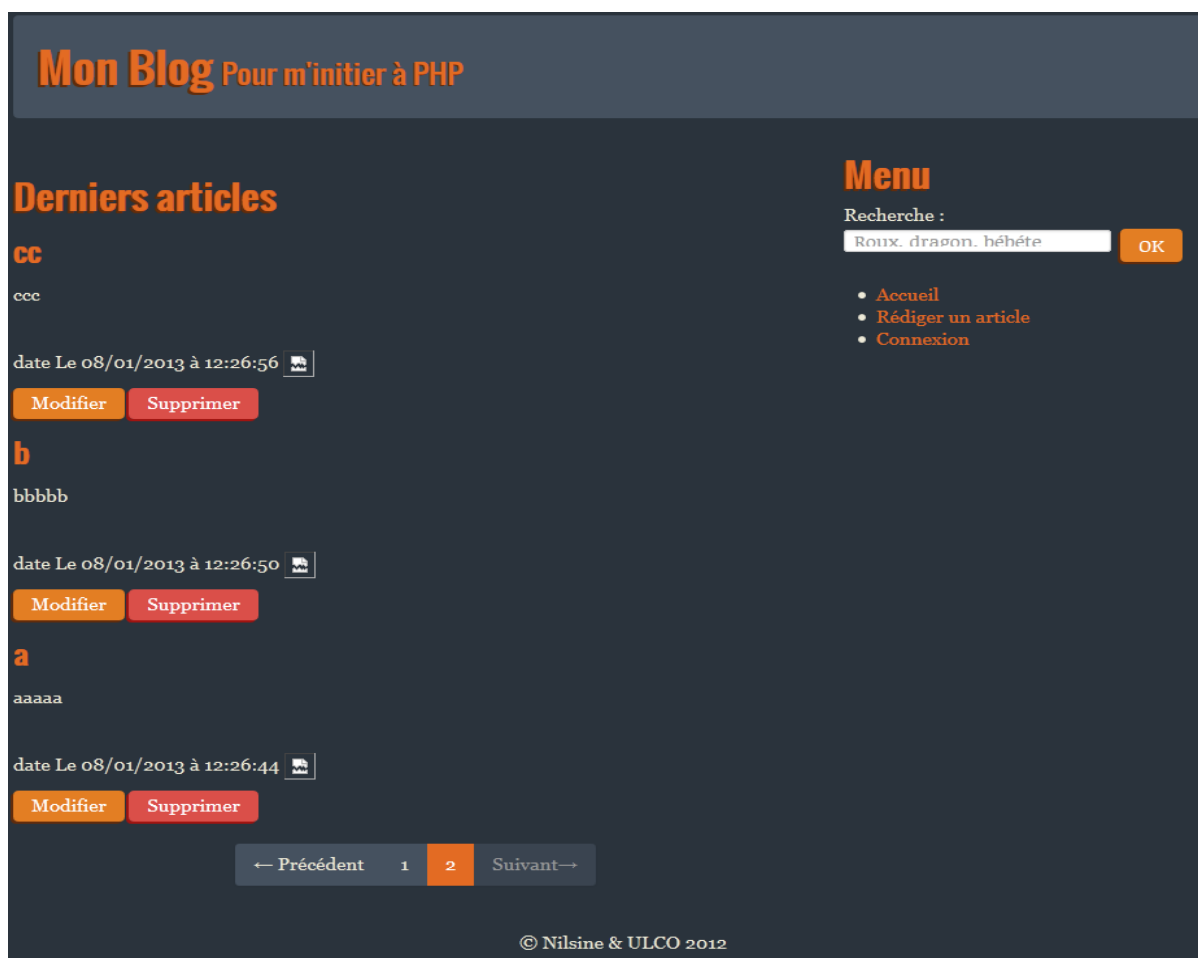 Mon Blog Pour m'initier à PHP
Derniers articles
cc
ccc
date Le 08/01/2013 à 12:26:56
Modifier Supprimer
b
bbbbb
date Le 08/01/2013 à 12:26:50
Modifier Supprimer
a
aaaaa
date Le 08/01/2013 à 12:26:44
Modifier Supprimer
← Précédent 1 2 Suivant→
Menu
Recherche :
Roux, dragon, bébéte OK
• Accueil
• Rédiger un article
• Connexion
© Nilsine & ULCO 2012